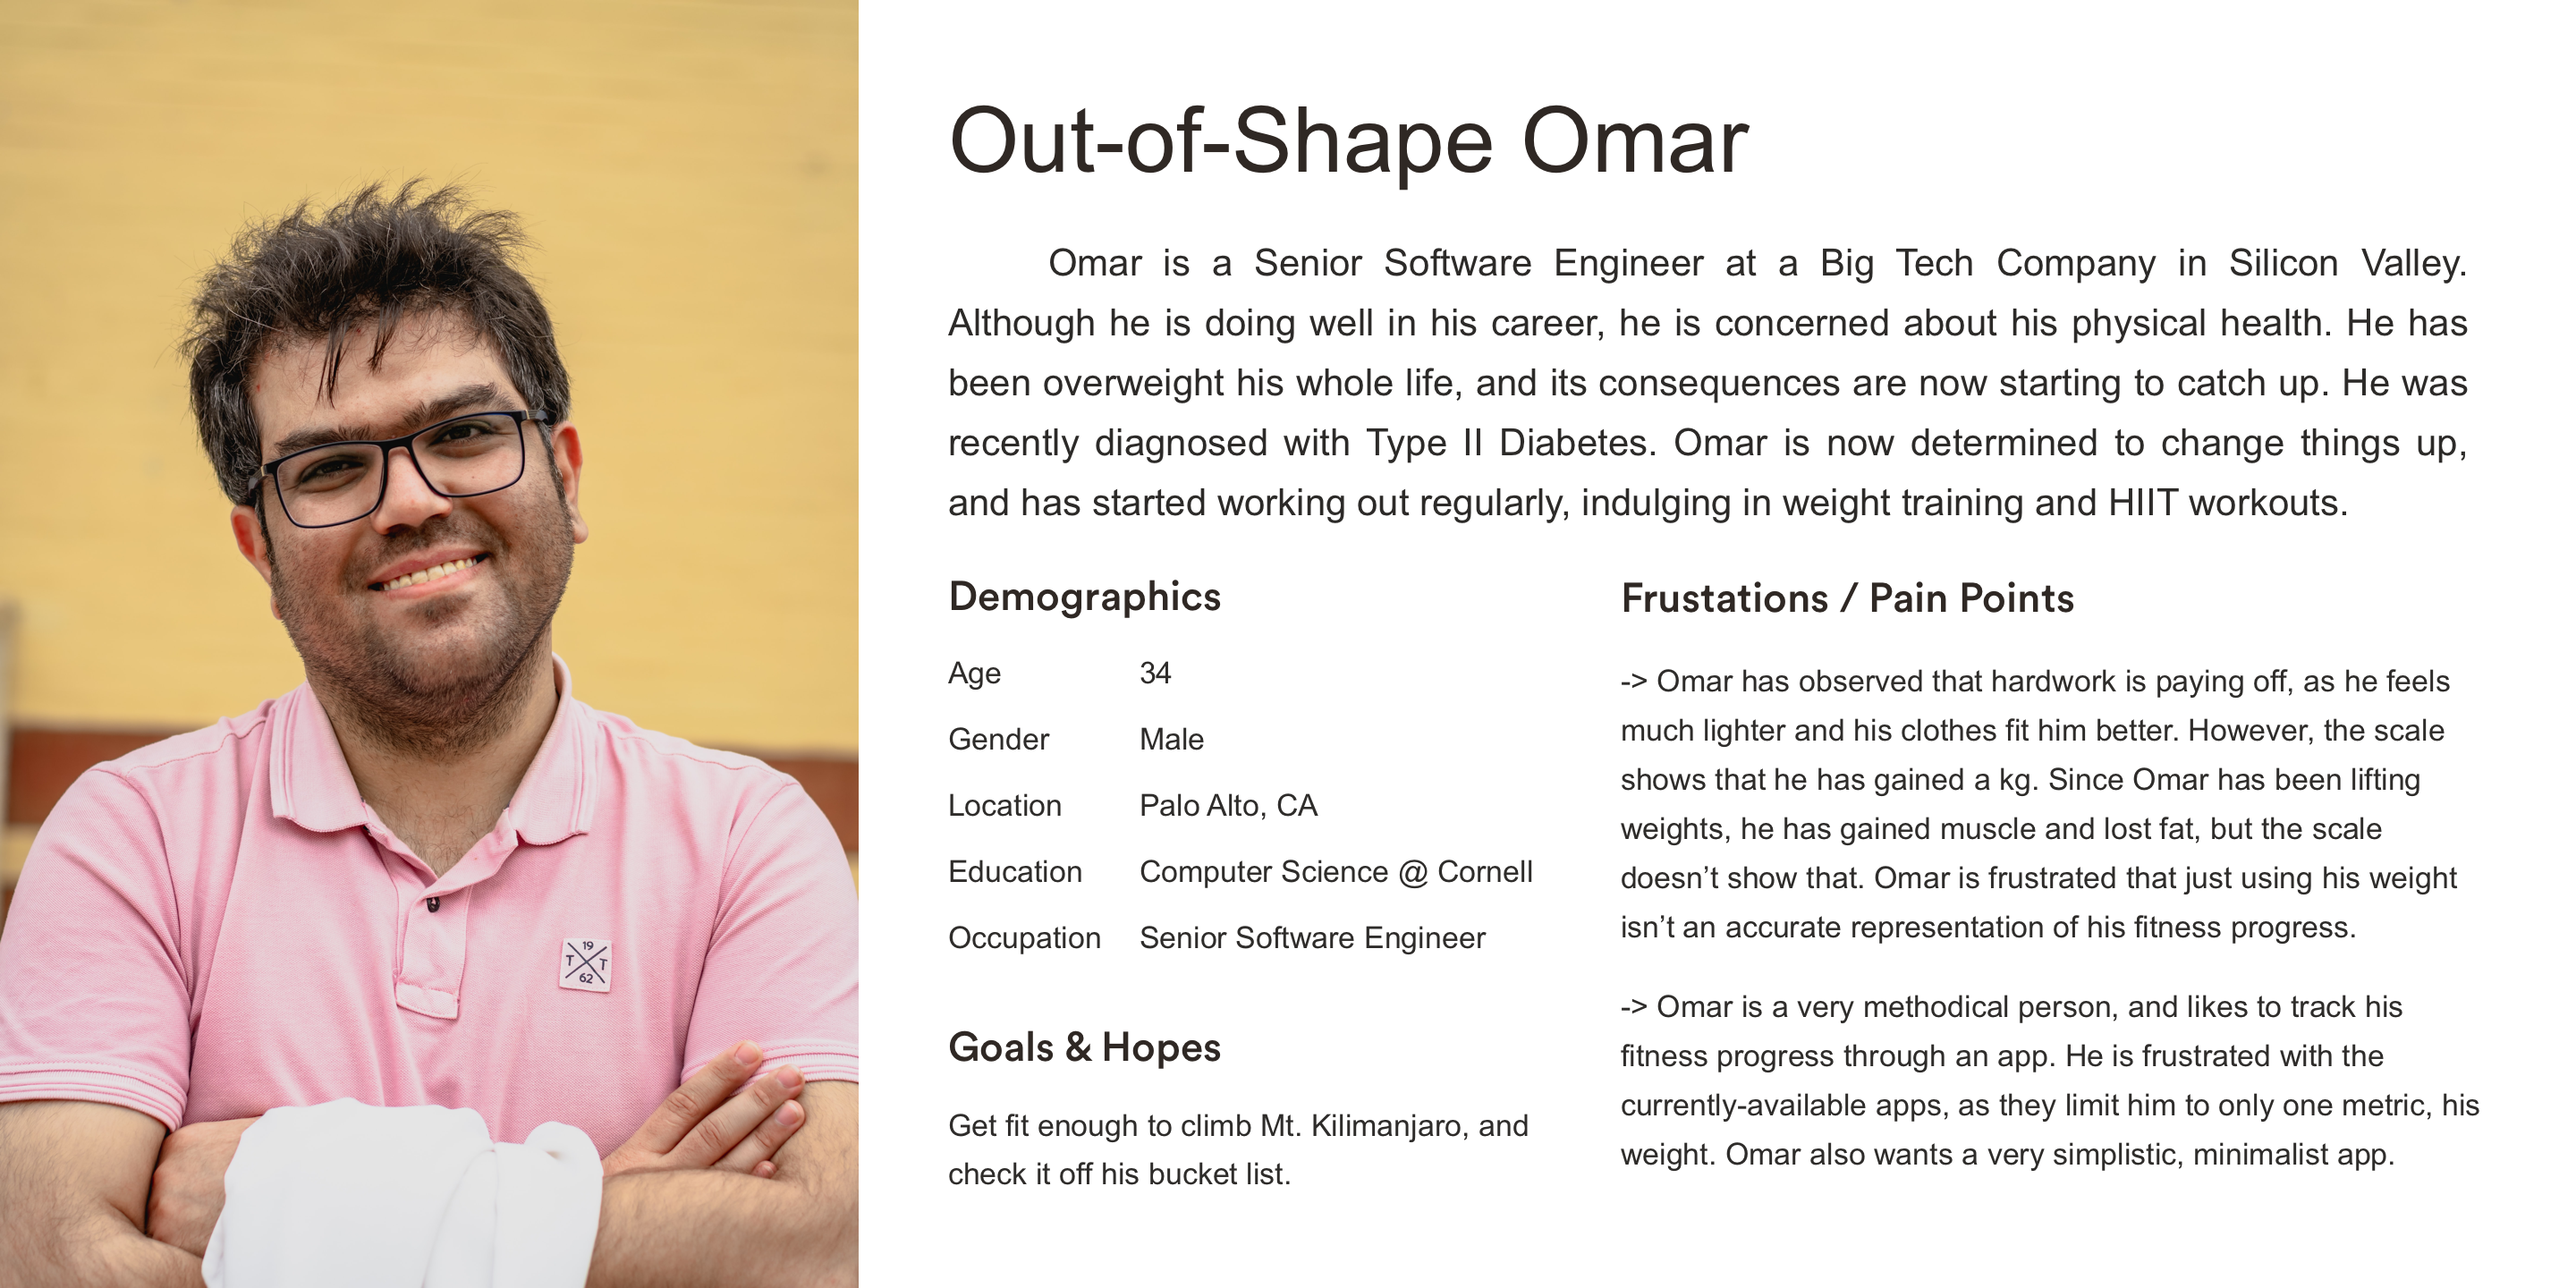 Out-of-Shape Omar
Omar is a Senior Software Engineer at a Big Tech Company in Silicon Valley.
Although he is doing well in his career, he is concerned about his physical health. He has
been overweight his whole life, and its consequences are now starting to catch up. He was
recently diagnosed with Type II Diabetes. Omar is now determined to change things up,
and has started working out regularly, indulging in weight training and HIIT workouts.
Demographics
Age 34
Gender Male
Location Palo Alto, CA
Education Computer Science @ Cornell
Occupation Senior Software Engineer
Goals & Hopes
Get fit enough to climb Mt. Kilimanjaro, and
check it off his bucket list.
Frustations / Pain Points
-> Omar has observed that hardwork is paying off, as he feels
much lighter and his clothes fit him better. However, the scale
shows that he has gained a kg. Since Omar has been lifting
weights, he has gained muscle and lost fat, but the scale
doesn’t show that. Omar is frustrated that just using his weight
isn’t an accurate representation of his fitness progress.
-> Omar is a very methodical person, and likes to track his
fitness progress through an app. He is frustrated with the
currently-available apps, as they limit him to only one metric, his
weight. Omar also wants a very simplistic, minimalist app.
19
T T
62